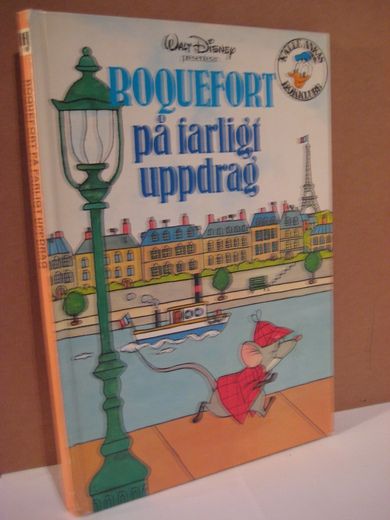 WALT DISNEY
PRESENTERAR
ROQUEFORT
på farligt
uppdrag
KALLE ANKAS
BOKKLUBB
ROQUEFORT PÅ FARLIGT UPPDRAG